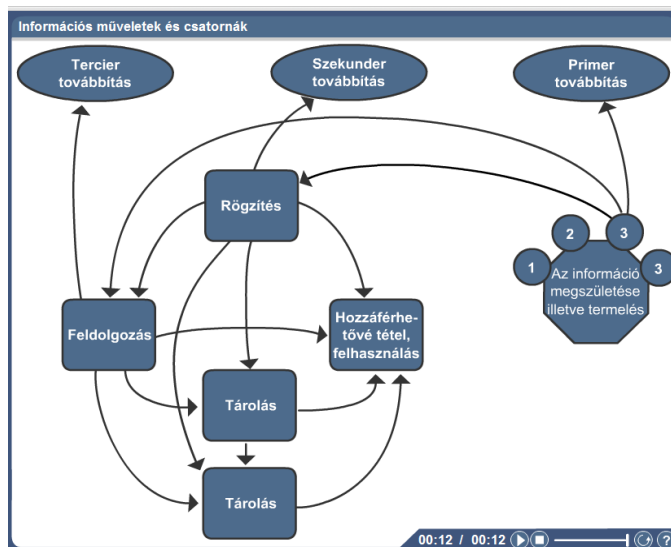 Információs műveletek és csatornák
Tercier
továbbítás
Szekunder
továbbítás
Primer
továbbítás
Rögzítés
1
2
3
3
Az információ
megszületése
illetve termelés
Feldolgozás
Hozzáférhe-
tővé tétel,
felhasználás
Tárolás
Tárolás
00:12 / 00:12
?